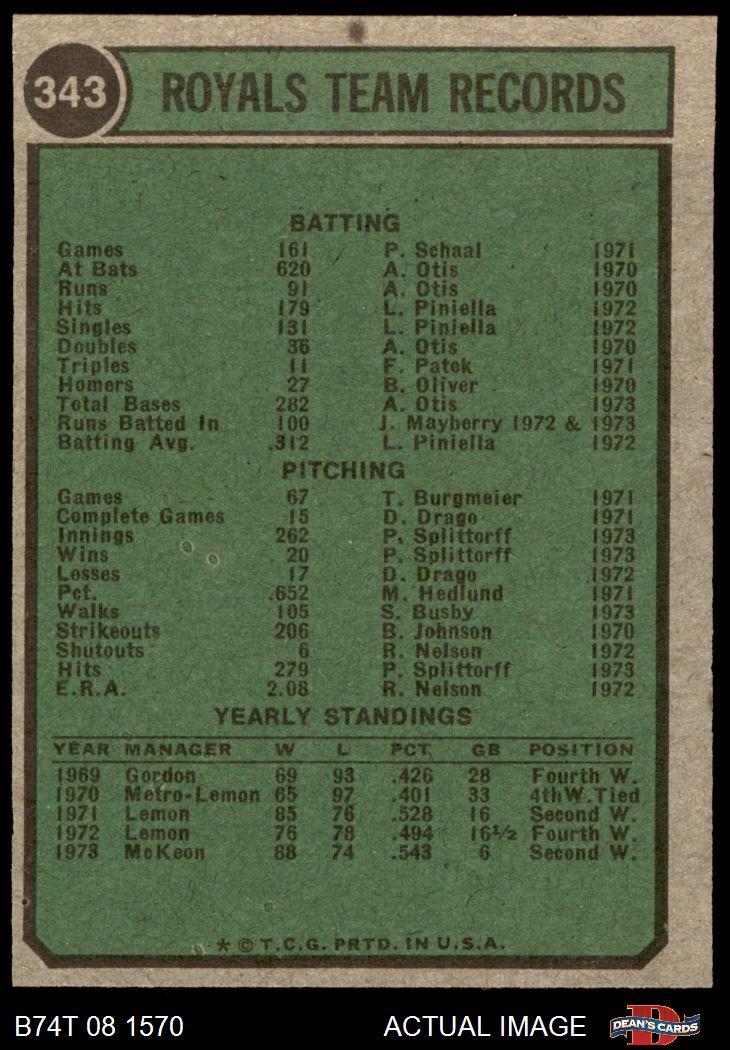 343 ROYALS TEAM RECORDS
BATTING
Games 161 P. Schaal 1971
At Bats 620 A. Otis 1970
Runs 91 A. Otis 1970
Hits 179 L. Piniella 1972
Singles 131 L. Piniella 1972
Doubles 36 A. Otis 1970
Triples 11 F. Patek 1971
Homers 27 B. Oliver 1970
Total Bases 282 A. Otis 1973
Runs Batted In 100 J. Mayberry 1972 & 1973
Batting Avg. .312 L. Piniella 1972
PITCHING
Games 67 T. Burgmeier 1971
Complete Games 15 D. Drago 1971
Innings 262 P. Splittorff 1973
Wins 20 P. Splittorff 1973
Losses 17 D. Drago 1972
Pct. .652 M. Hedlund 1971
Walks 105 S. Busby 1973
Strikeouts 206 B. Johnson 1970
Shutouts 6 R. Nelson 1972
Hits 279 P. Splittorff 1973
E.R.A. 2.08 R. Nelson 1972
YEARLY STANDINGS
YEAR MANAGER W L PCT. GB POSITION
1969 Gordon 69 93 .426 28 Fourth W.
1970 Metro-Lemon 65 97 .401 33 4th W. Tied
1971 Lemon 85 76 .528 16 Second W.
1972 Lemon 76 78 .494 16½ Fourth W.
1973 McKeon 88 74 .543 6 Second W.
* © T.C.G. PRTD. IN U.S.A.
B74T 08 1570 ACTUAL IMAGE D DEAN'S CARDS